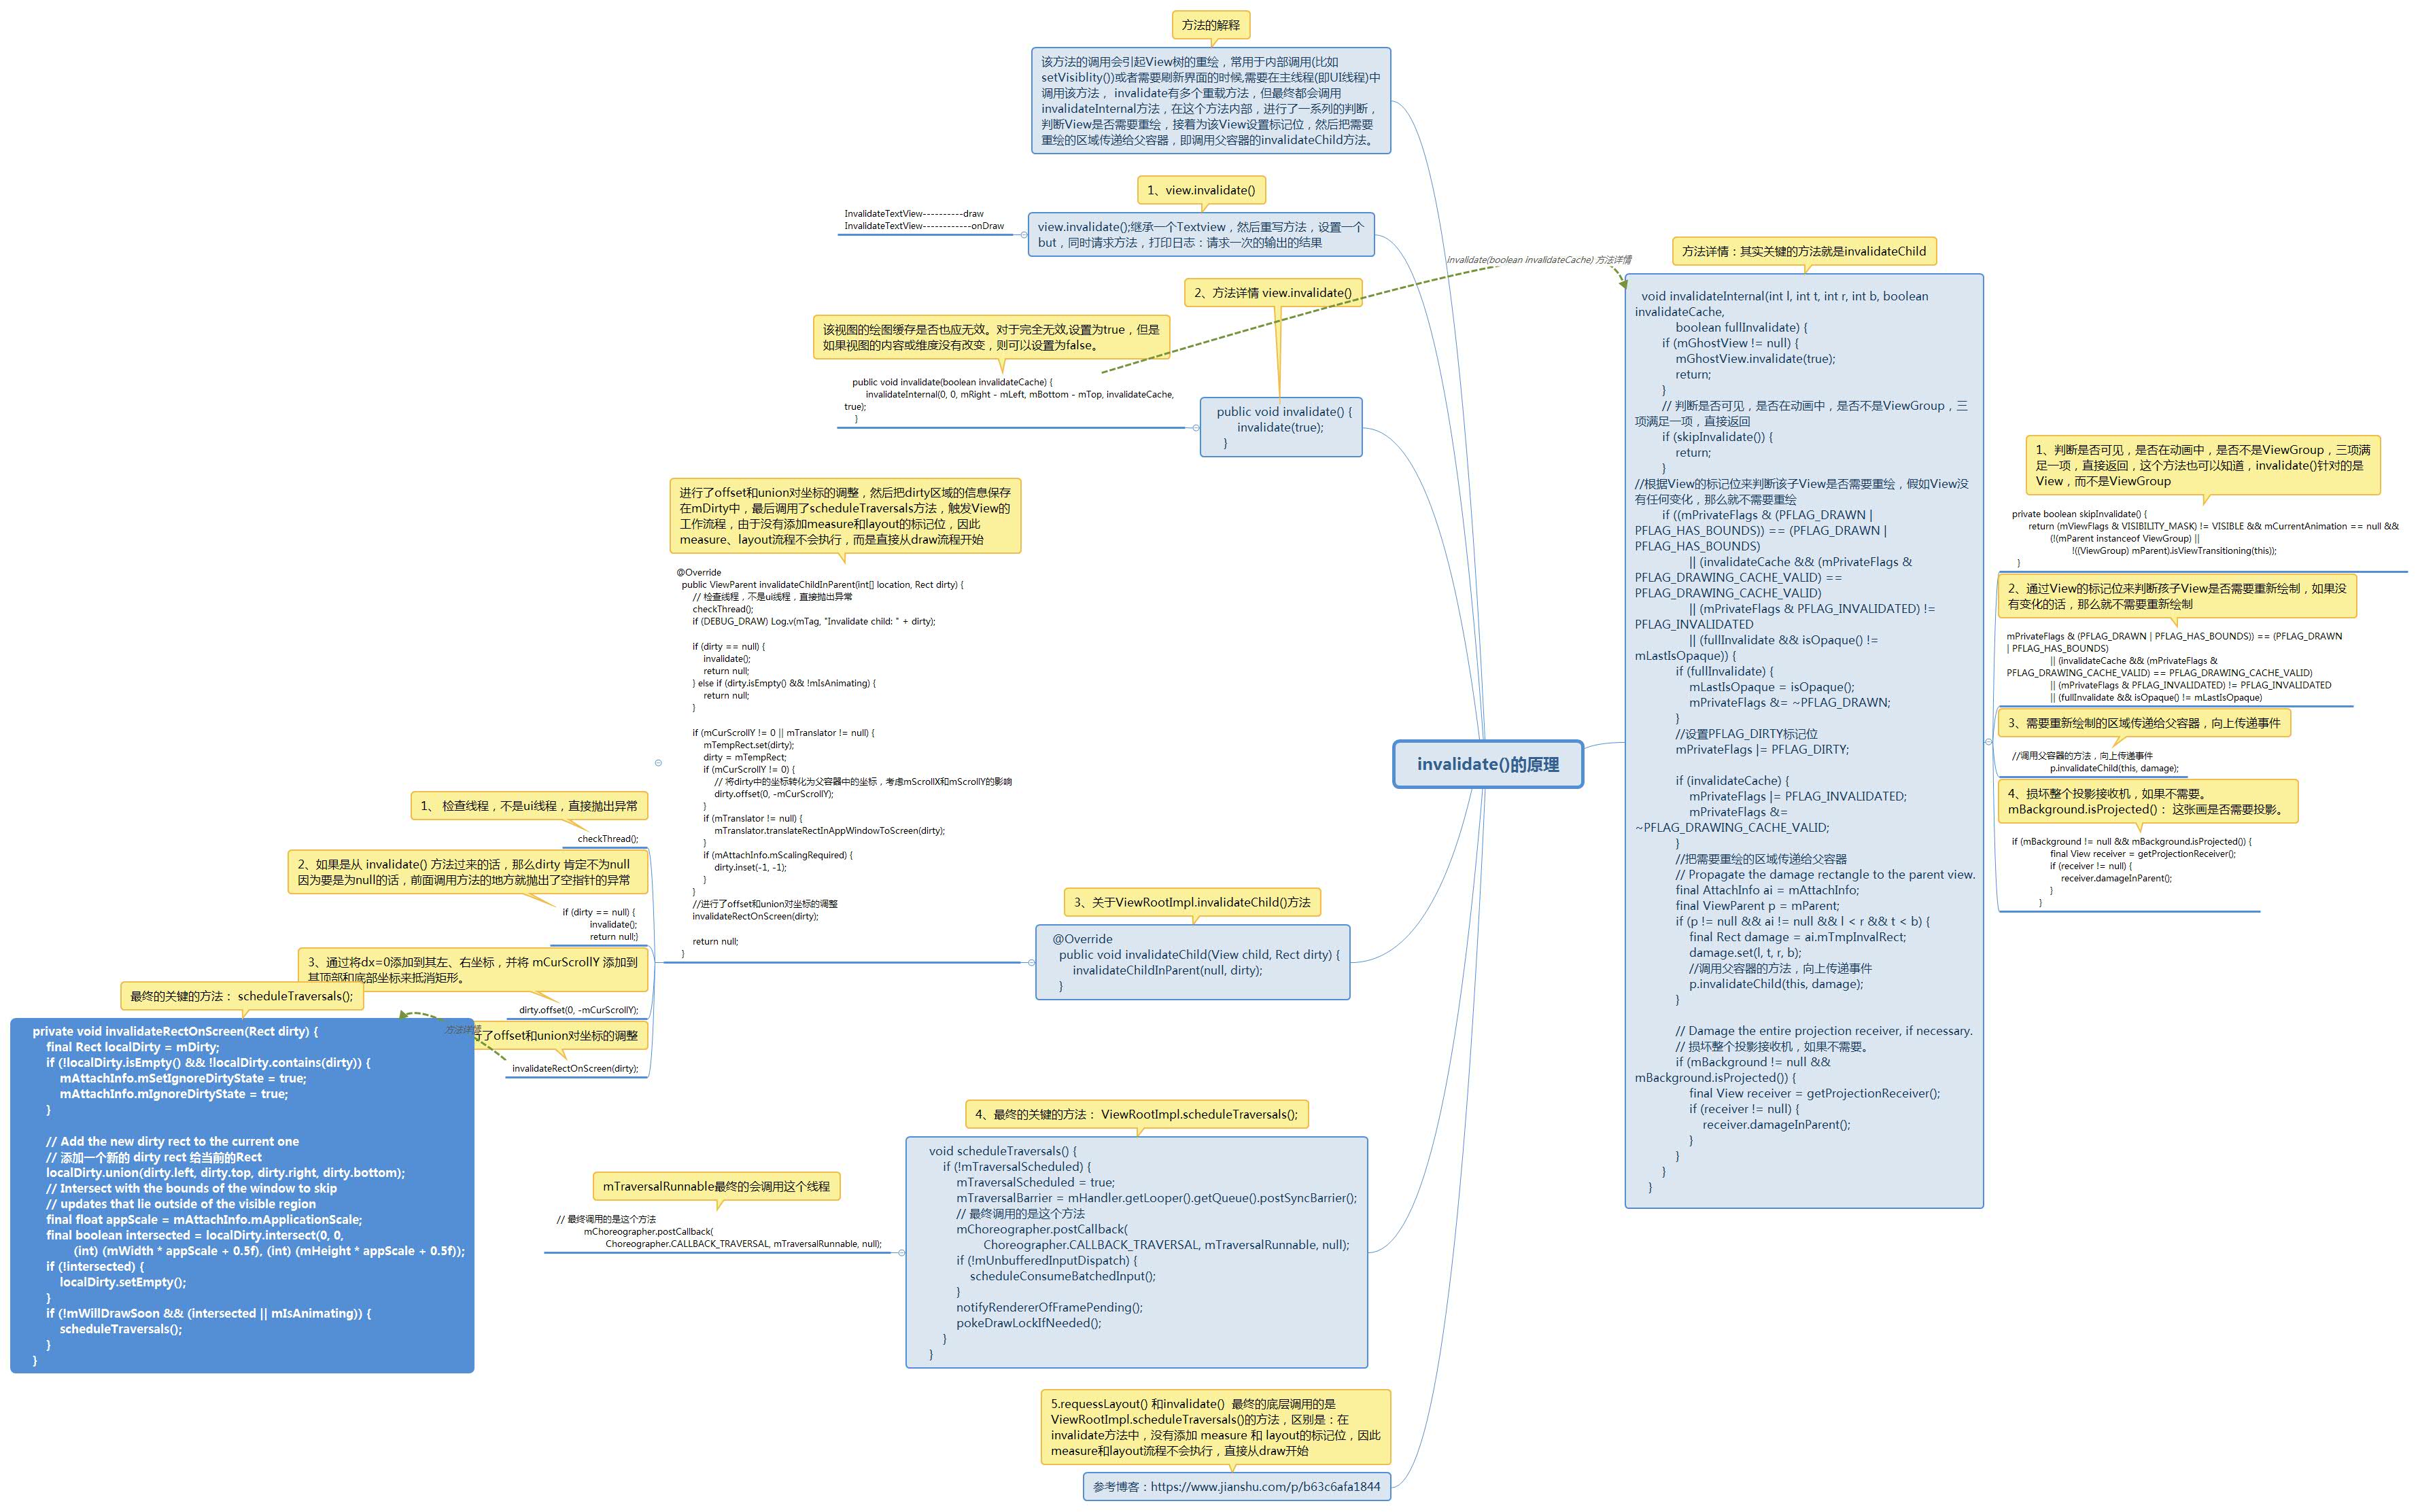 方法的解释
该方法的调用会引起View树的重绘，常用于内部调用(比如
setVisiblity())或者需要刷新界面的时候,需要在主线程(即UI线程)中
调用该方法， invalidate有多个重载方法，但最终都会调用
invalidateInternal方法，在这个方法内部，进行了一系列的判断，
判断View是否需要重绘，接着为该View设置标记位，然后把需要
重绘的区域传递给父容器，即调用父容器的invalidateChild方法。
1、view.invalidate()
view.invalidate();继承一个Textview，然后重写方法，设置一个
but，同时请求方法，打印日志：请求一次的输出的结果
InvalidateTextView----------draw
InvalidateTextView------------onDraw
2、方法详情 view.invalidate()
public void invalidate() {
invalidate(true);
}
该视图的绘图缓存是否也应无效。对于完全无效,设置为true，但是
如果视图的内容或维度没有改变，则可以设置为false。
public void invalidate(boolean invalidateCache) {
invalidateInternal(0, 0, mRight - mLeft, mBottom - mTop, invalidateCache,
true);
}
invalidate(boolean invalidateCache) 方法详情
3、关于ViewRootImpl.invalidateChild()方法
@Override
public void invalidateChild(View child, Rect dirty) {
invalidateChildInParent(null, dirty);
}
进行了offset和union对坐标的调整，然后把dirty区域的信息保存
在mDirty中，最后调用了scheduleTraversals方法，触发View的
工作流程，由于没有添加measure和layout的标记位，因此
measure、layout流程不会执行，而是直接从draw流程开始
@Override
public ViewParent invalidateChildInParent(int[] location, Rect dirty) {
// 检查线程，不是ui线程，直接抛出异常
checkThread();
if (DEBUG_DRAW) Log.v(mTag, "Invalidate child: " + dirty);
if (dirty == null) {
invalidate();
return null;
} else if (dirty.isEmpty() && !mIsAnimating) {
return null;
}
if (mCurScrollY != 0 || mTranslator != null) {
mTempRect.set(dirty);
dirty = mTempRect;
if (mCurScrollY != 0) {
// 将dirty中的坐标转化为父容器中的坐标，考虑mScrollX和mScrollY的影响
dirty.offset(0, -mCurScrollY);
}
if (mTranslator != null) {
mTranslator.translateRectInAppWindowToScreen(dirty);
}
if (mAttachInfo.mScalingRequired) {
dirty.inset(-1, -1);
}
}
//进行了offset和union对坐标的调整
invalidateRectOnScreen(dirty);
return null;
}
1、 检查线程，不是ui线程，直接抛出异常
checkThread();
2、如果是从 invalidate() 方法过来的话，那么dirty 肯定不为null
因为要是为null的话，前面调用方法的地方就抛出了空指针的异常
if (dirty == null) {
invalidate();
return null;}
3、通过将dx=0添加到其左、右坐标，并将 mCurScrollY 添加到
其顶部和底部坐标来抵消矩形。
dirty.offset(0, -mCurScrollY);
了offset和union对坐标的调整
invalidateRectOnScreen(dirty);
方法详情
最终的关键的方法： scheduleTraversals();
private void invalidateRectOnScreen(Rect dirty) {
final Rect localDirty = mDirty;
if (!localDirty.isEmpty() && !localDirty.contains(dirty)) {
mAttachInfo.mSetIgnoreDirtyState = true;
mAttachInfo.mIgnoreDirtyState = true;
}
// Add the new dirty rect to the current one
// 添加一个新的 dirty rect 给当前的Rect
localDirty.union(dirty.left, dirty.top, dirty.right, dirty.bottom);
// Intersect with the bounds of the window to skip
// updates that lie outside of the visible region
final float appScale = mAttachInfo.mApplicationScale;
final boolean intersected = localDirty.intersect(0, 0,
(int) (mWidth * appScale + 0.5f), (int) (mHeight * appScale + 0.5f));
if (!intersected) {
localDirty.setEmpty();
}
if (!mWillDrawSoon && (intersected || mIsAnimating)) {
scheduleTraversals();
}
}
4、最终的关键的方法： ViewRootImpl.scheduleTraversals();
void scheduleTraversals() {
if (!mTraversalScheduled) {
mTraversalScheduled = true;
mTraversalBarrier = mHandler.getLooper().getQueue().postSyncBarrier();
// 最终调用的是这个方法
mChoreographer.postCallback(
Choreographer.CALLBACK_TRAVERSAL, mTraversalRunnable, null);
if (!mUnbufferedInputDispatch) {
scheduleConsumeBatchedInput();
}
notifyRendererOfFramePending();
pokeDrawLockIfNeeded();
}
}
mTraversalRunnable最终的会调用这个线程
// 最终调用的是这个方法
mChoreographer.postCallback(
Choreographer.CALLBACK_TRAVERSAL, mTraversalRunnable, null);
5.requessLayout() 和invalidate() 最终的底层调用的是
ViewRootImpl.scheduleTraversals()的方法，区别是：在
invalidate方法中，没有添加 measure 和 layout的标记位，因此
measure和layout流程不会执行，直接从draw开始
参考博客：https://www.jianshu.com/p/b63c6afa1844
invalidate()的原理
方法详情：其实关键的方法就是invalidateChild
void invalidateInternal(int l, int t, int r, int b, boolean
invalidateCache,
boolean fullInvalidate) {
if (mGhostView != null) {
mGhostView.invalidate(true);
return;
}
// 判断是否可见，是否在动画中，是否不是ViewGroup，三
项满足一项，直接返回
if (skipInvalidate()) {
return;
}
//根据View的标记位来判断该子View是否需要重绘，假如View没
有任何变化，那么就不需要重绘
if ((mPrivateFlags & (PFLAG_DRAWN |
PFLAG_HAS_BOUNDS)) == (PFLAG_DRAWN |
PFLAG_HAS_BOUNDS)
|| (invalidateCache && (mPrivateFlags &
PFLAG_DRAWING_CACHE_VALID) ==
PFLAG_DRAWING_CACHE_VALID)
|| (mPrivateFlags & PFLAG_INVALIDATED) !=
PFLAG_INVALIDATED
|| (fullInvalidate && isOpaque() !=
mLastIsOpaque)) {
if (fullInvalidate) {
mLastIsOpaque = isOpaque();
mPrivateFlags &= ~PFLAG_DRAWN;
}
//设置PFLAG_DIRTY标记位
mPrivateFlags |= PFLAG_DIRTY;
if (invalidateCache) {
mPrivateFlags |= PFLAG_INVALIDATED;
mPrivateFlags &=
~PFLAG_DRAWING_CACHE_VALID;
}
//把需要重绘的区域传递给父容器
// Propagate the damage rectangle to the parent view.
final AttachInfo ai = mAttachInfo;
final ViewParent p = mParent;
if (p != null && ai != null && l < r && t < b) {
final Rect damage = ai.mTmpInvalRect;
damage.set(l, t, r, b);
//调用父容器的方法，向上传递事件
p.invalidateChild(this, damage);
}
// Damage the entire projection receiver, if necessary.
// 损坏整个投影接收机，如果不需要。
if (mBackground != null &&
mBackground.isProjected()) {
final View receiver = getProjectionReceiver();
if (receiver != null) {
receiver.damageInParent();
}
}
}
}
1、判断是否可见，是否在动画中，是否不是ViewGroup，三项满
足一项，直接返回，这个方法也可以知道，invalidate()针对的是
View，而不是ViewGroup
private boolean skipInvalidate() {
return (mViewFlags & VISIBILITY_MASK) != VISIBLE && mCurrentAnimation == null &&
(!(mParent instanceof ViewGroup) ||
!((ViewGroup) mParent).isViewTransitioning(this));
}
2、通过View的标记位来判断孩子View是否需要重新绘制，如果没
有变化的话，那么就不需要重新绘制
mPrivateFlags & (PFLAG_DRAWN | PFLAG_HAS_BOUNDS)) == (PFLAG_DRAWN
| PFLAG_HAS_BOUNDS)
|| (invalidateCache && (mPrivateFlags &
PFLAG_DRAWING_CACHE_VALID) == PFLAG_DRAWING_CACHE_VALID)
|| (mPrivateFlags & PFLAG_INVALIDATED) != PFLAG_INVALIDATED
|| (fullInvalidate && isOpaque() != mLastIsOpaque)
3、需要重新绘制的区域传递给父容器，向上传递事件
//调用父容器的方法，向上传递事件
p.invalidateChild(this, damage);
4、损坏整个投影接收机，如果不需要。
mBackground.isProjected()： 这张画是否需要投影。
if (mBackground != null && mBackground.isProjected()) {
final View receiver = getProjectionReceiver();
if (receiver != null) {
receiver.damageInParent();
}
}